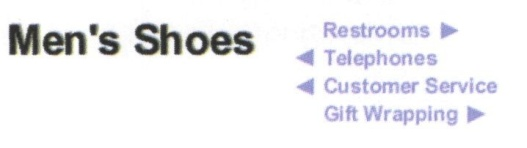 Men's Shoes
Restrooms ▶
◀ Telephones
◀ Customer Service
Gift Wrapping ▶